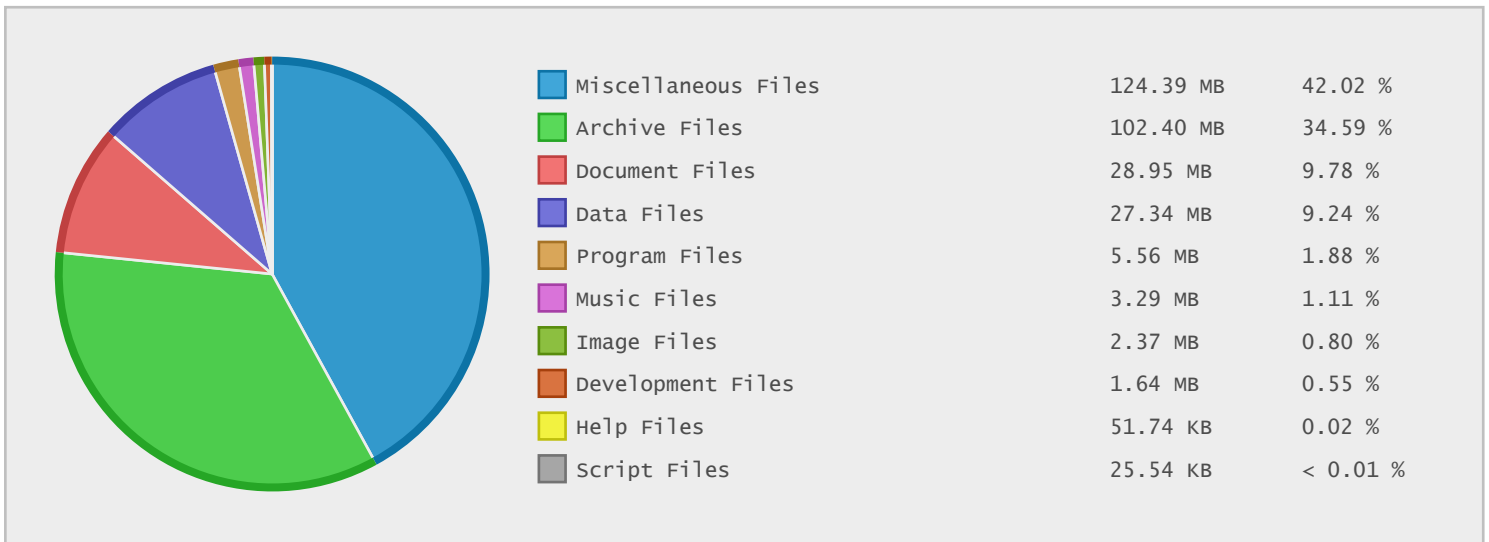 Miscellaneous Files 124.39 MB 42.02 %
Archive Files 102.40 MB 34.59 %
Document Files 28.95 MB 9.78 %
Data Files 27.34 MB 9.24 %
Program Files 5.56 MB 1.88 %
Music Files 3.29 MB 1.11 %
Image Files 2.37 MB 0.80 %
Development Files 1.64 MB 0.55 %
Help Files 51.74 KB 0.02 %
Script Files 25.54 KB < 0.01 %